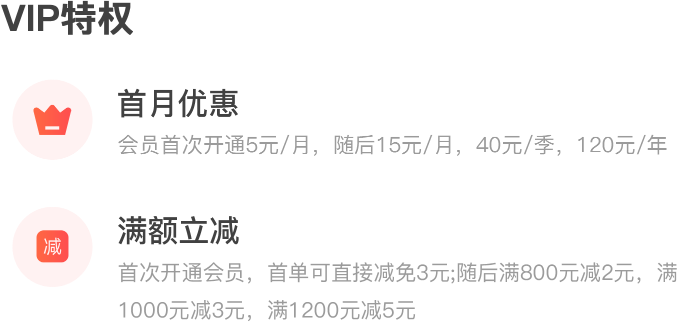 VIP特权
首月优惠
会员首次开通5元/月，随后15元/月，40元/季，120元/年
满额立减
减
首次开通会员，首单可直接减免3元;随后满800元减2元，满
1000元减3元，满1200元减5元